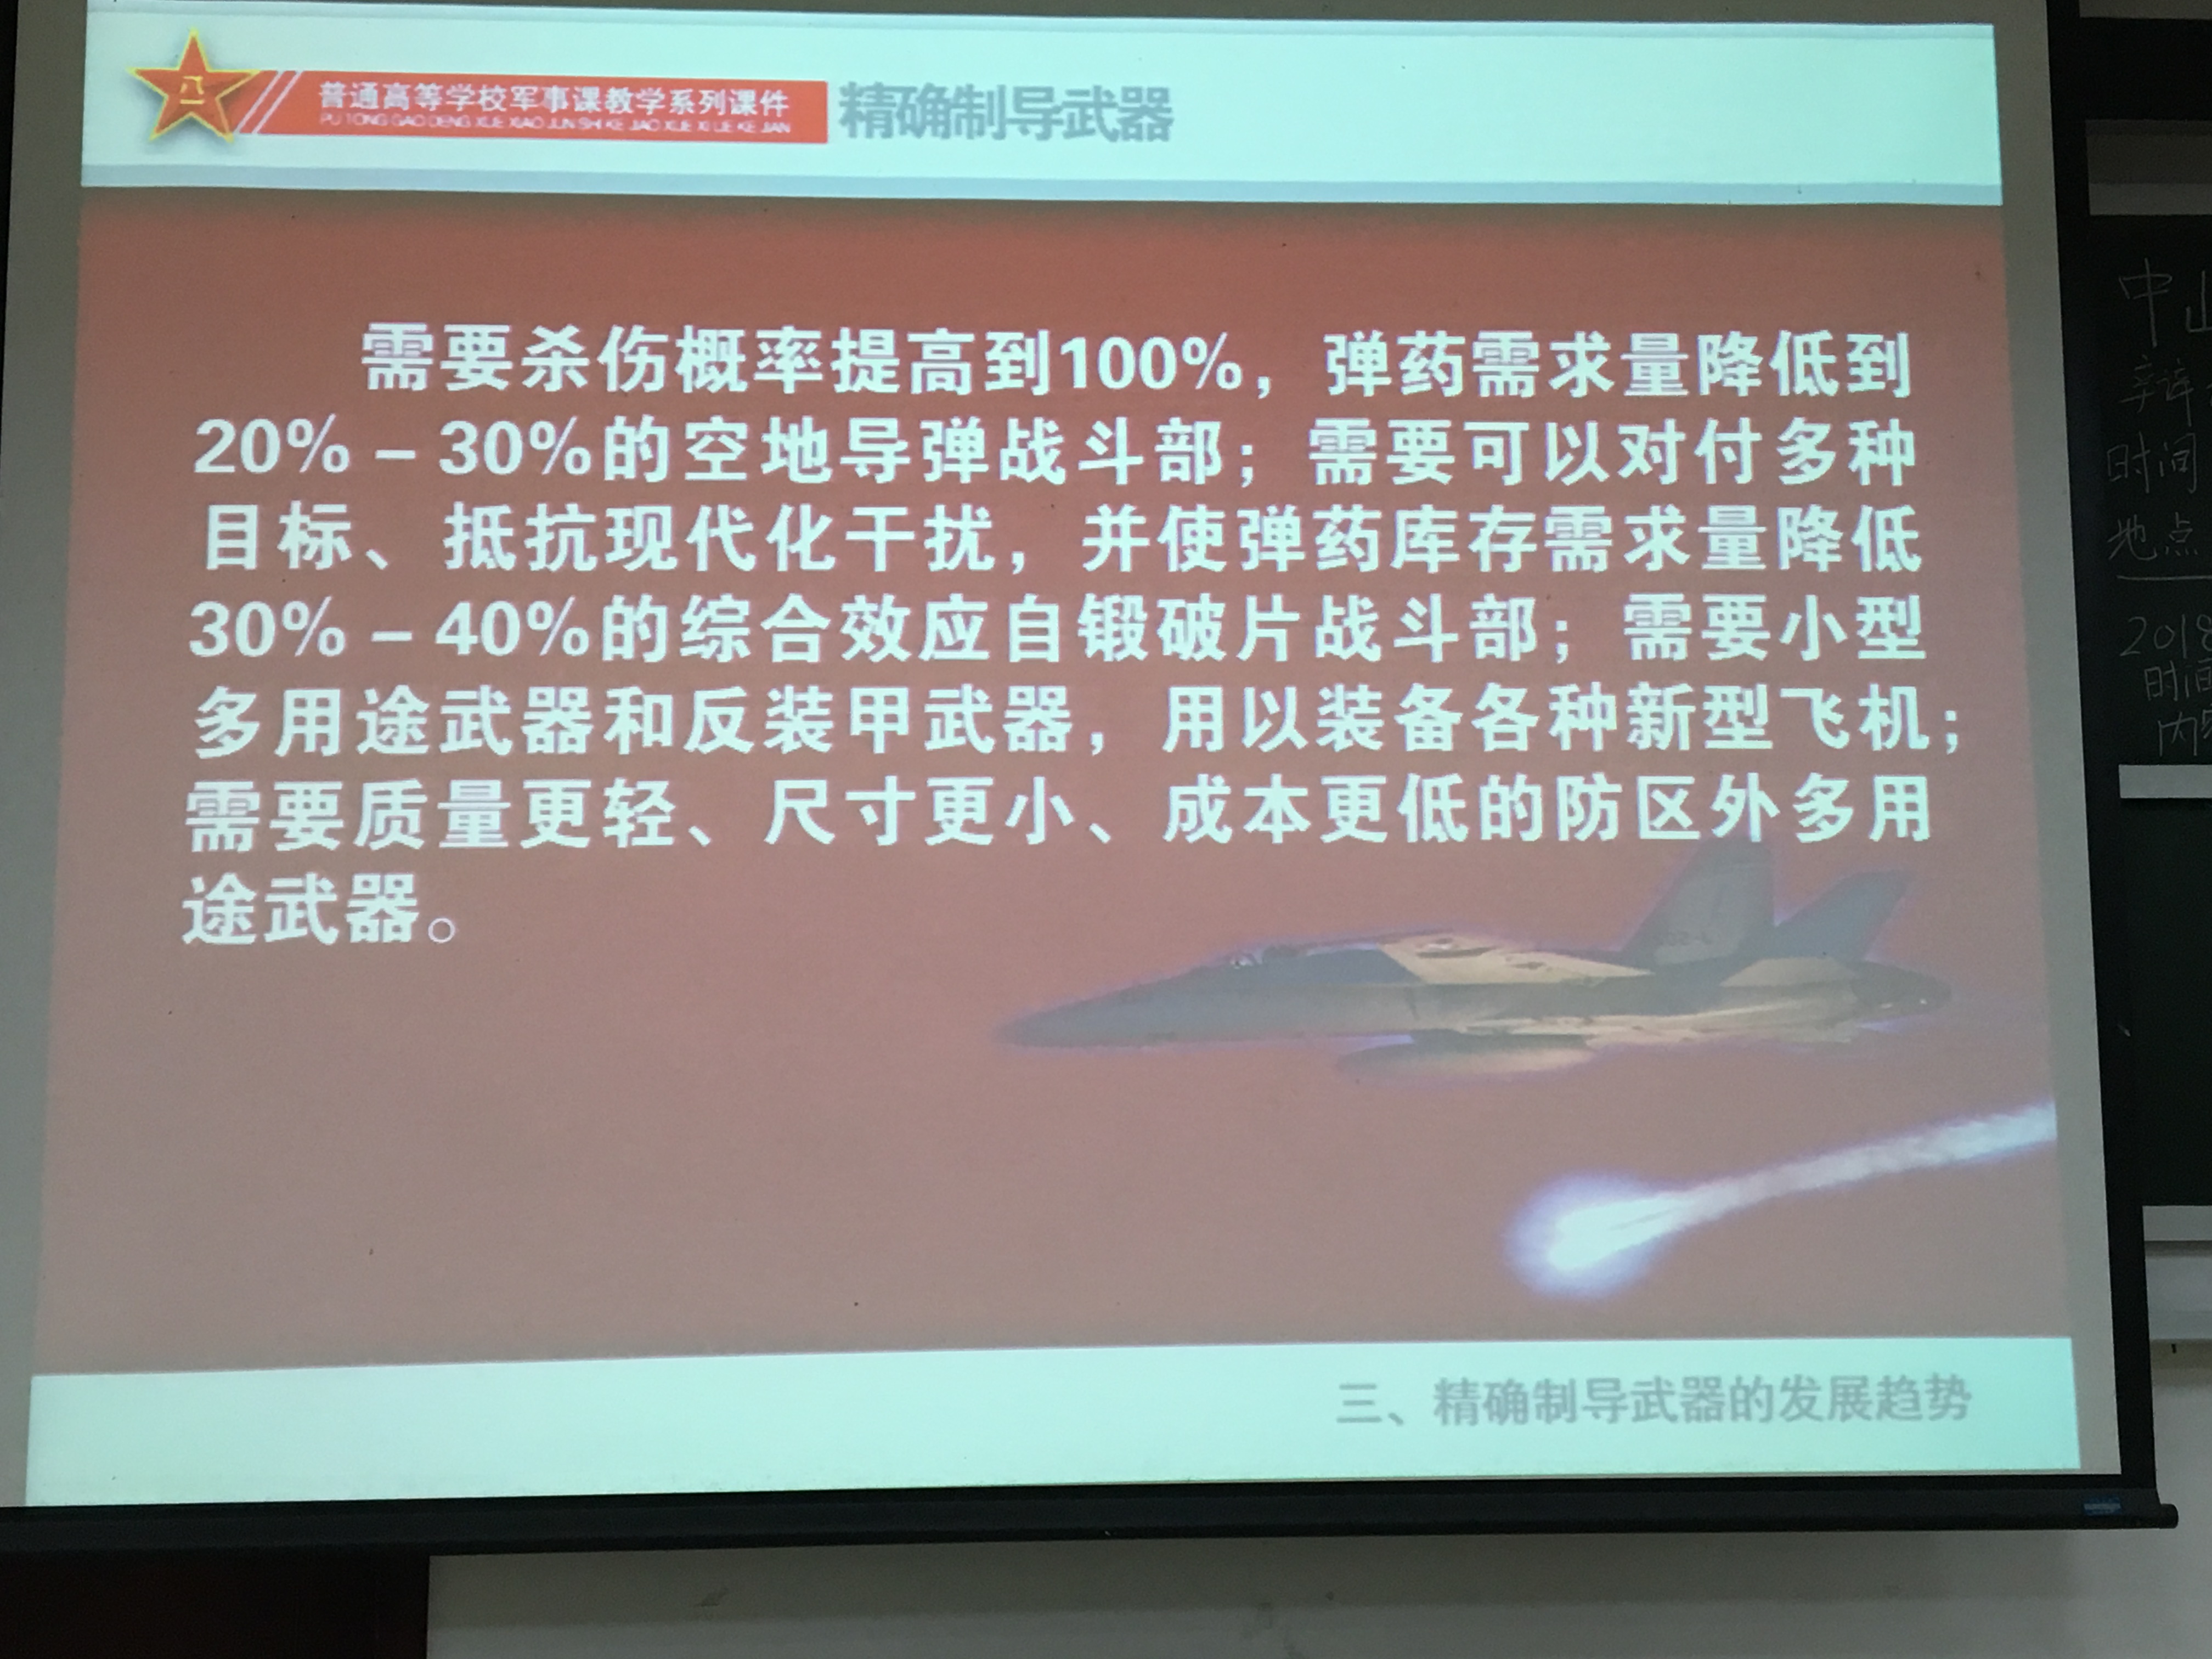 八一
普通高等学校军事课教学系列课件
PU TONG GAO DENG XUE XIAO JUN SHI KE JIAO XUE XI LIE KE JIAN
精确制导武器
需要杀伤概率提高到100%，弹药需求量降低到
20%－30%的空地导弹战斗部；需要可以对付多种
目标、抵抗现代化干扰，并使弹药库存需求量降低
30%－40%的综合效应自锻破片战斗部；需要小型
多用途武器和反装甲武器，用以装备各种新型飞机；
需要质量更轻、尺寸更小、成本更低的防区外多用
途武器。
三、精确制导武器的发展趋势
中山
时间
地点
2018
时间
内容